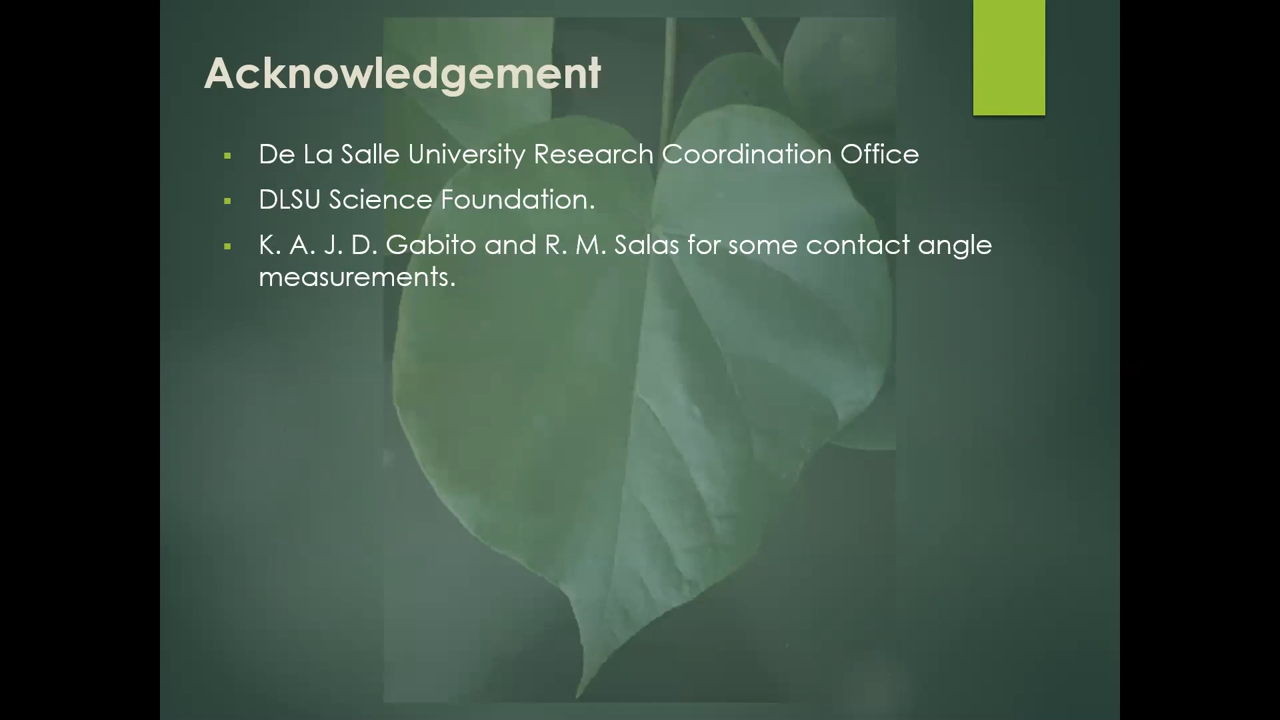 Acknowledgement
De La Salle University Research Coordination Office
DLSU Science Foundation.
K. A. J. D. Gabito and R. M. Salas for some contact angle
measurements.